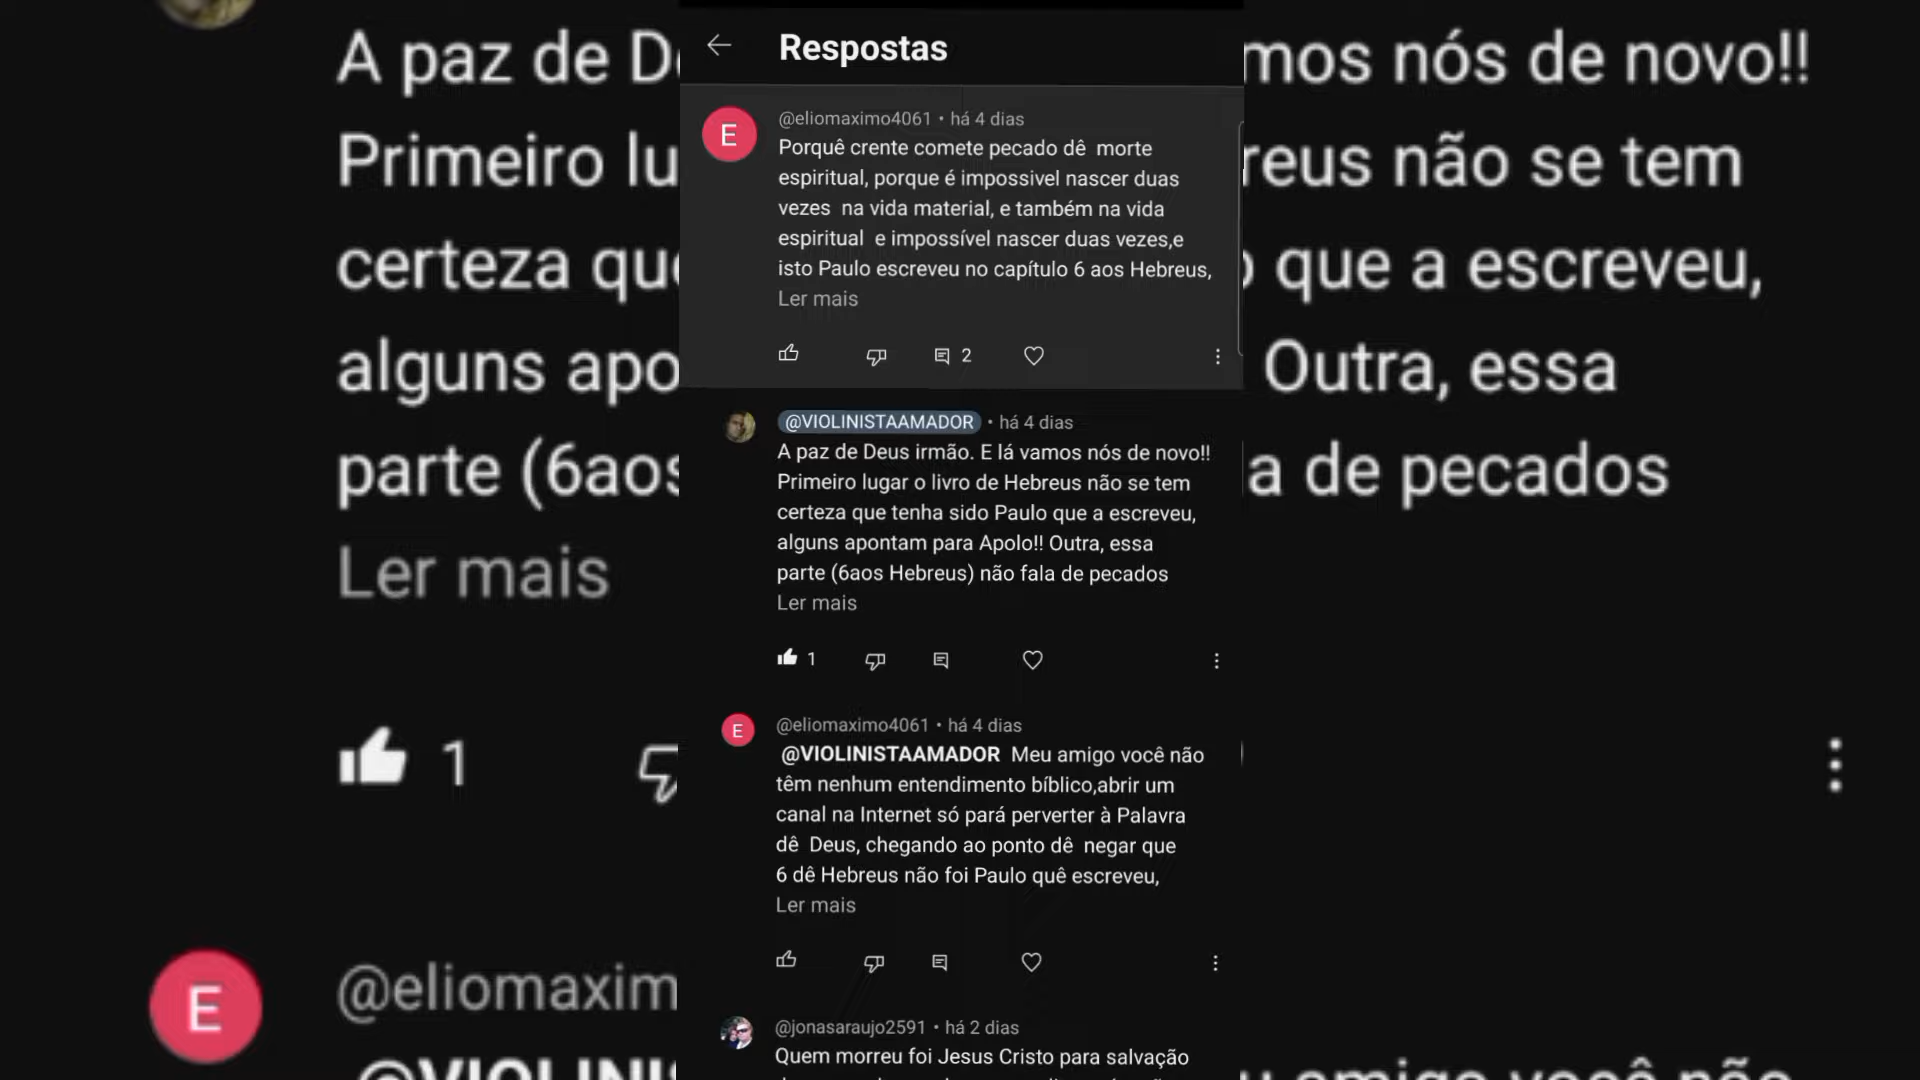 Respostas
@eliomaximo4061 • há 4 dias
Porquê crente comete pecado dê morte
espiritual, porque é impossivel nascer duas
vezes na vida material, e também na vida
espiritual e impossível nascer duas vezes,e
isto Paulo escreveu no capítulo 6 aos Hebreus,
Ler mais
2
@VIOLINISTAAMADOR • há 4 dias
A paz de Deus irmão. E lá vamos nós de novo!!
Primeiro lugar o livro de Hebreus não se tem
certeza que tenha sido Paulo que a escreveu,
alguns apontam para Apolo!! Outra, essa
parte (6aos Hebreus) não fala de pecados
Ler mais
1
@eliomaximo4061 • há 4 dias
@VIOLINISTAAMADOR Meu amigo você não
têm nenhum entendimento bíblico,abrir um
canal na Internet só pará perverter à Palavra
dê Deus, chegando ao ponto dê negar que
6 dê Hebreus não foi Paulo quê escreveu,
Ler mais
@jonasaraujo2591 • há 2 dias
Quem morreu foi Jesus Cristo para salvação
E
E
A paz de D mos nós de novo!!
Primeiro lu reus não se tem
certeza qu que a escreveu,
alguns apo Outra, essa
parte (6aos a de pecados
Ler mais
1
E
@eliomaxim